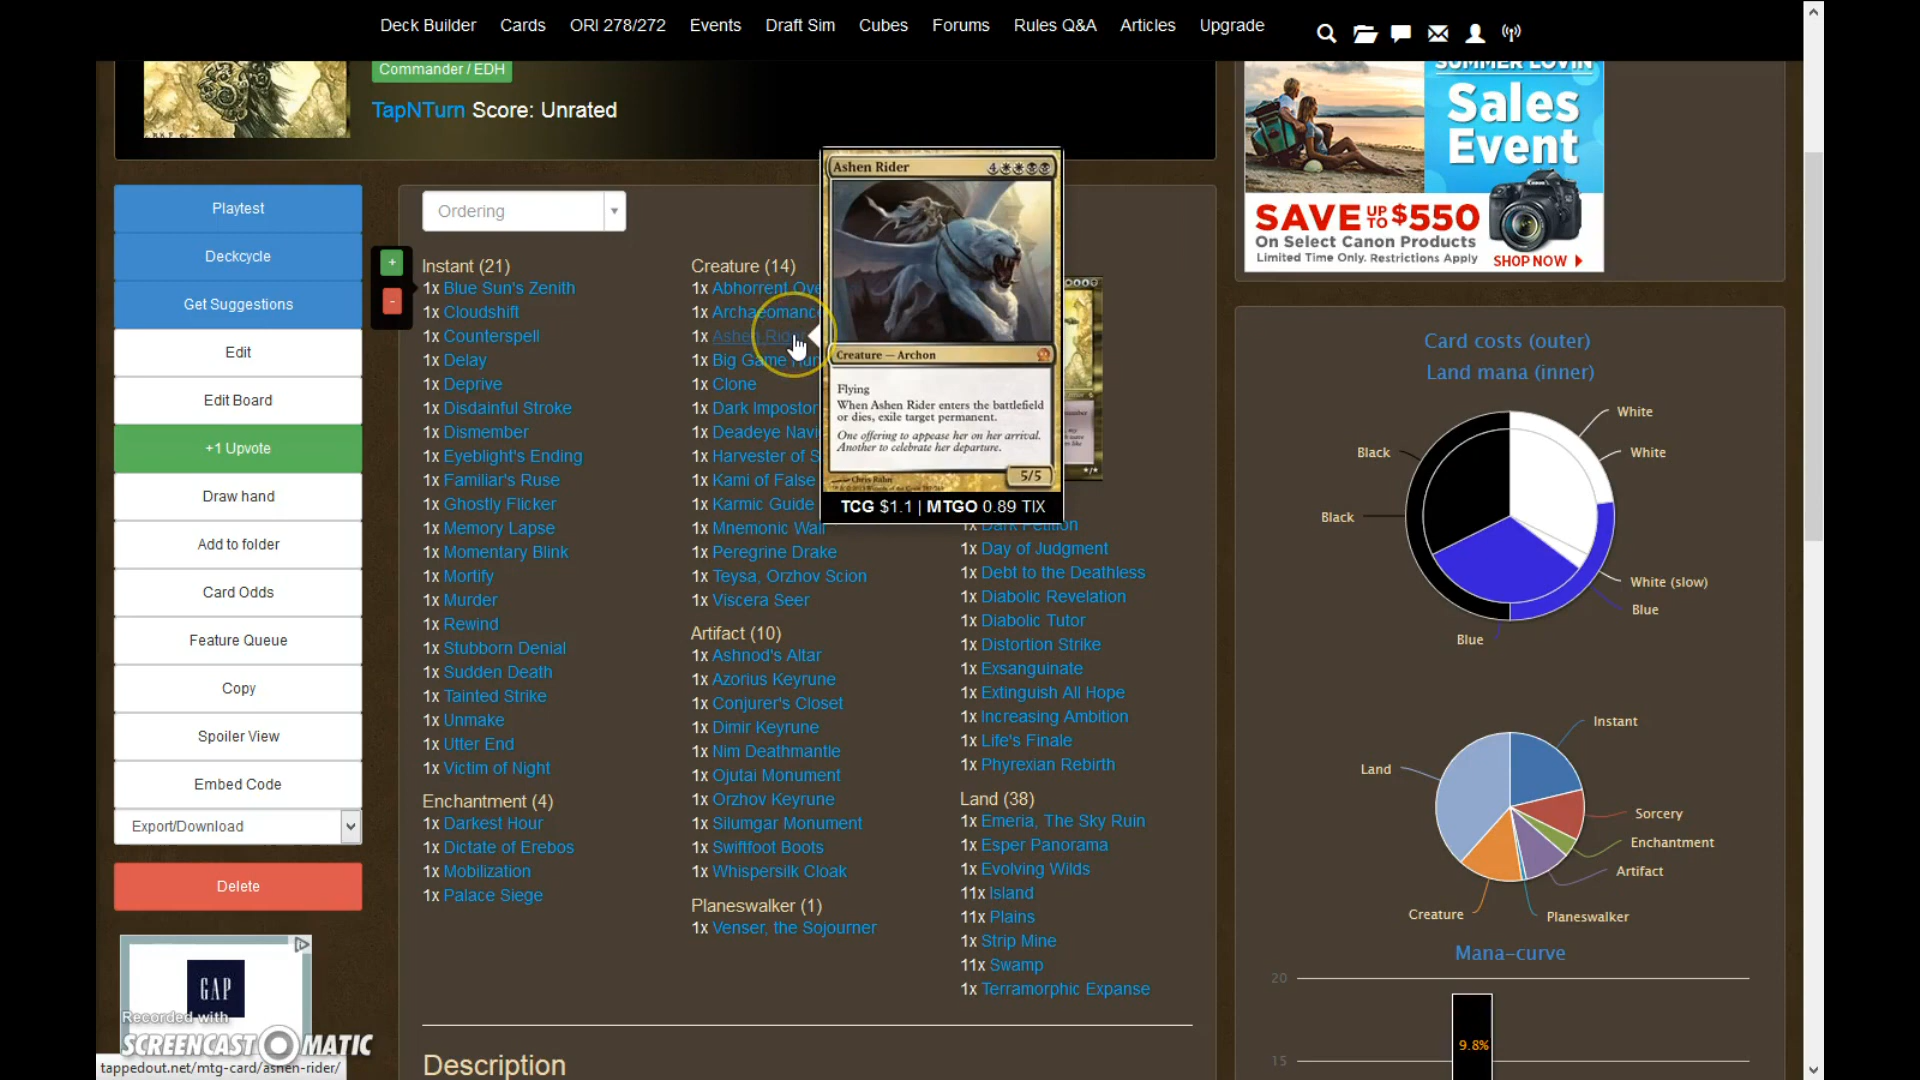 Deck Builder Cards ORI 278/272 Events Draft Sim Cubes Forums Rules Q&A Articles Upgrade
Commander / EDH
TapNTurn Score: Unrated
SUMMER LOVIN
Sales
Event
SAVE UP TO $550
On Select Canon Products
Limited Time Only. Restrictions Apply
SHOP NOW
Playtest
Deckcycle
Get Suggestions
Edit
Edit Board
+1 Upvote
Draw hand
Add to folder
Card Odds
Feature Queue
Copy
Spoiler View
Embed Code
Export/Download
Delete
GAP
Recorded with
SCREENCAST MATIC
tappedout.net/mtg-card/ashen-rider/
+
-
Ordering
Instant (21)
1x Blue Sun's Zenith
1x Cloudshift
1x Counterspell
1x Delay
1x Deprive
1x Disdainful Stroke
1x Dismember
1x Eyeblight's Ending
1x Familiar's Ruse
1x Ghostly Flicker
1x Memory Lapse
1x Momentary Blink
1x Mortify
1x Murder
1x Rewind
1x Stubborn Denial
1x Sudden Death
1x Tainted Strike
1x Unmake
1x Utter End
1x Victim of Night
Enchantment (4)
1x Darkest Hour
1x Dictate of Erebos
1x Mobilization
1x Palace Siege
Creature (14)
1x Abhorrent Ove
1x Archaeomanc
1x Ashen Rider
1x Big Game Hun
1x Clone
1x Dark Impostor
1x Deadeye Navi
1x Harvester of S
1x Kami of False
1x Karmic Guide
1x Mnemonic Wall
1x Peregrine Drake
1x Teysa, Orzhov Scion
1x Viscera Seer
Artifact (10)
1x Ashnod's Altar
1x Azorius Keyrune
1x Conjurer's Closet
1x Dimir Keyrune
1x Nim Deathmantle
1x Ojutai Monument
1x Orzhov Keyrune
1x Silumgar Monument
1x Swiftfoot Boots
1x Whispersilk Cloak
Planeswalker (1)
1x Venser, the Sojourner
Ashen Rider 4
Creature — Archon
Flying
When Ashen Rider enters the battlefield
or dies, exile target permanent.
One offering to appease her on her arrival.
Another to celebrate her departure.
5/5
Chris Rahn
TCG $1.1 | MTGO 0.89 TIX
1x Dark Petition
1x Day of Judgment
1x Debt to the Deathless
1x Diabolic Revelation
1x Diabolic Tutor
1x Distortion Strike
1x Exsanguinate
1x Extinguish All Hope
1x Increasing Ambition
1x Life's Finale
1x Phyrexian Rebirth
Land (38)
1x Emeria, The Sky Ruin
1x Esper Panorama
1x Evolving Wilds
11x Island
11x Plains
1x Strip Mine
11x Swamp
1x Terramorphic Expanse
Description
Card costs (outer)
Land mana (inner)
White
White
Black
Black
White (slow)
Blue
Blue
Instant
Land
Sorcery
Enchantment
Artifact
Creature
Planeswalker
Mana-curve
20
9.8%
15